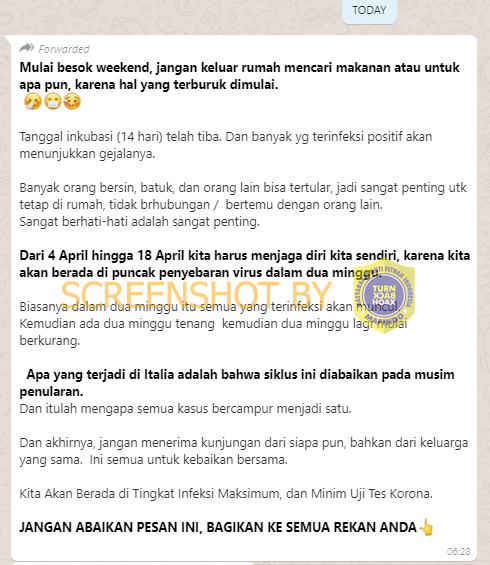 TODAY
Forwarded
Mulai besok weekend, jangan keluar rumah mencari makanan atau untuk
apa pun, karena hal yang terburuk dimulai.
🤧😷🥴
Tanggal inkubasi (14 hari) telah tiba. Dan banyak yg terinfeksi positif akan
menunjukkan gejalanya.
Banyak orang bersin, batuk, dan orang lain bisa tertular, jadi sangat penting utk
tetap di rumah, tidak brhubungan / bertemu dengan orang lain.
Sangat berhati-hati adalah sangat penting.
Dari 4 April hingga 18 April kita harus menjaga diri kita sendiri, karena kita
akan berada di puncak penyebaran virus dalam dua minggu.
SCREENSHOT BY
TURN
BACK
HOAX
Biasanya dalam dua minggu itu semua yang terinfeksi akan muncul.
Kemudian ada dua minggu tenang kemudian dua minggu lagi mulai
berkurang.
Apa yang terjadi di Italia adalah bahwa siklus ini diabaikan pada musim
penularan.
Dan itulah mengapa semua kasus bercampur menjadi satu.
Dan akhirnya, jangan menerima kunjungan dari siapa pun, bahkan dari keluarga
yang sama. Ini semua untuk kebaikan bersama.
Kita Akan Berada di Tingkat Infeksi Maksimum, dan Minim Uji Tes Korona.
JANGAN ABAIKAN PESAN INI, BAGIKAN KE SEMUA REKAN ANDA👆
06:28